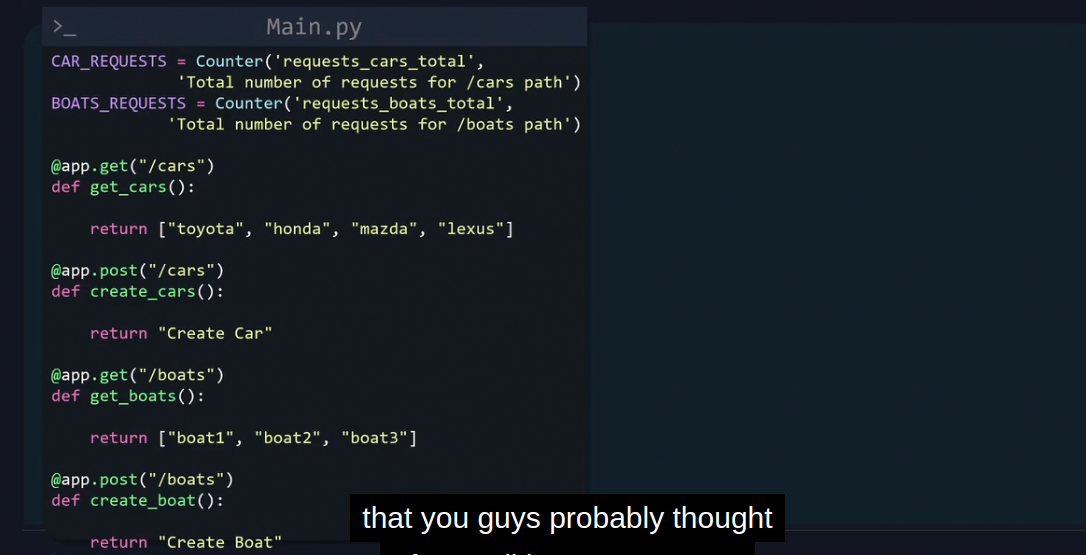 >_ Main.py
CAR_REQUESTS = Counter('requests_cars_total',
'Total number of requests for /cars path')
BOATS_REQUESTS = Counter('requests_boats_total',
'Total number of requests for /boats path')
@app.get("/cars")
def get_cars():
return ["toyota", "honda", "mazda", "lexus"]
@app.post("/cars")
def create_cars():
return "Create Car"
@app.get("/boats")
def get_boats():
return ["boat1", "boat2", "boat3"]
@app.post("/boats")
def create_boat():
return "Create Boat"
that you guys probably thought